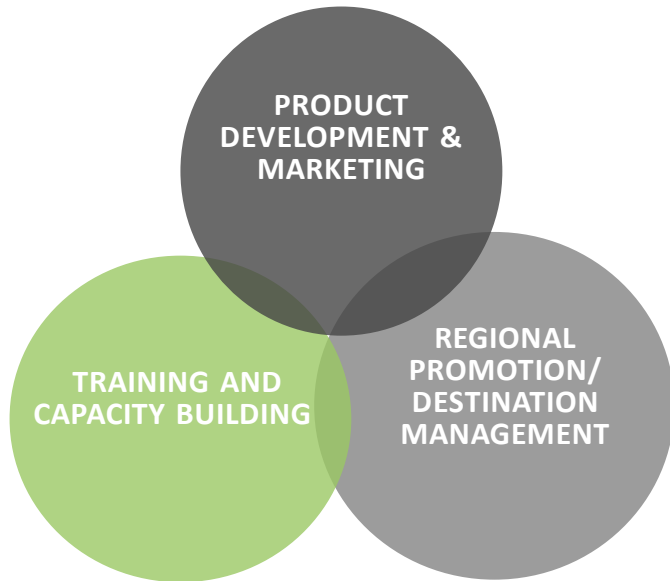 PRODUCT
DEVELOPMENT &
MARKETING
REGIONAL
PROMOTION/
DESTINATION
MANAGEMENT
TRAINING AND
CAPACITY BUILDING